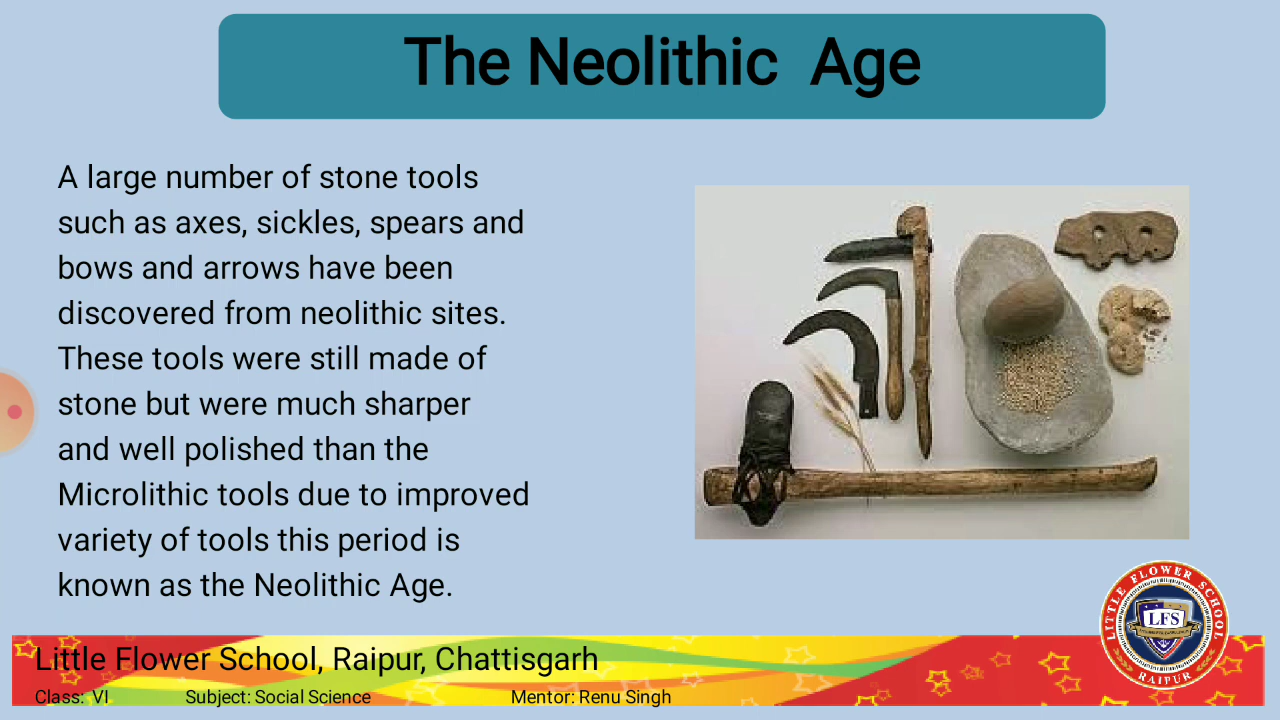 The Neolithic Age
A large number of stone tools
such as axes, sickles, spears and
bows and arrows have been
discovered from neolithic sites.
These tools were still made of
stone but were much sharper
and well polished than the
Microlithic tools due to improved
variety of tools this period is
known as the Neolithic Age.
LITTLE FLOWER SCHOOL
LFS
RAIPUR
Little Flower School, Raipur, Chattisgarh
Class: VI Subject: Social Science Mentor: Renu Singh